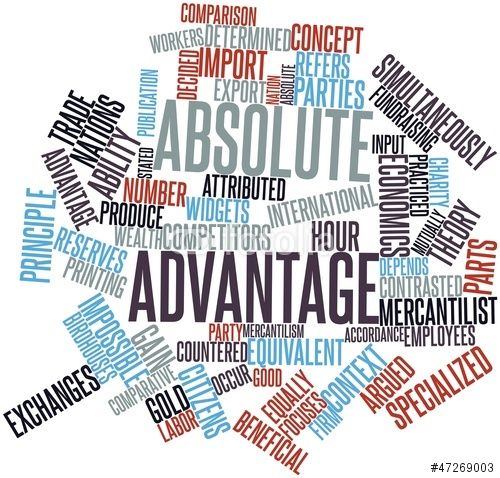 COMPARISON
WORKERS
DETERMINED
CONCEPT
DECIDED
IMPORT
REFERS
EXPORT
NATION
ABSOLUTE
PARTIES
PUBLICATION
ABSOLUTE
SIMULTANEOUSLY
FUNDRAISING
TRADE
NATIONS
ABILITY
STATED
ADVANTAGE
INPUT
PRACTICED
CHARITY
ECONOMICS
MUTUALLY
THEORY
NUMBER
ATTRIBUTED
PRODUCE
WIDGETS
INTERNATIONAL
PRINCIPLE
RESERVES
PRINTING
WEALTH
COMPETITORS
HOUR
ADVANTAGE
DEPENDS
CONTRASTED
PARTS
MERCANTILIST
PARTY
MERCANTILISM
ACCORDANCE
EMPLOYEES
IMPOSSIBLE
BIRDHOUSES
GAIN
COMPARATIVE
COUNTERED
EQUIVALENT
EXCHANGES
GOLD
LABOR
CITIZENS
OCCUR
GOOD
EQUALLY
FOCUSES
BENEFICIAL
FIRM
CONTEXT
ARGUED
SPECIALIZED
#47269003